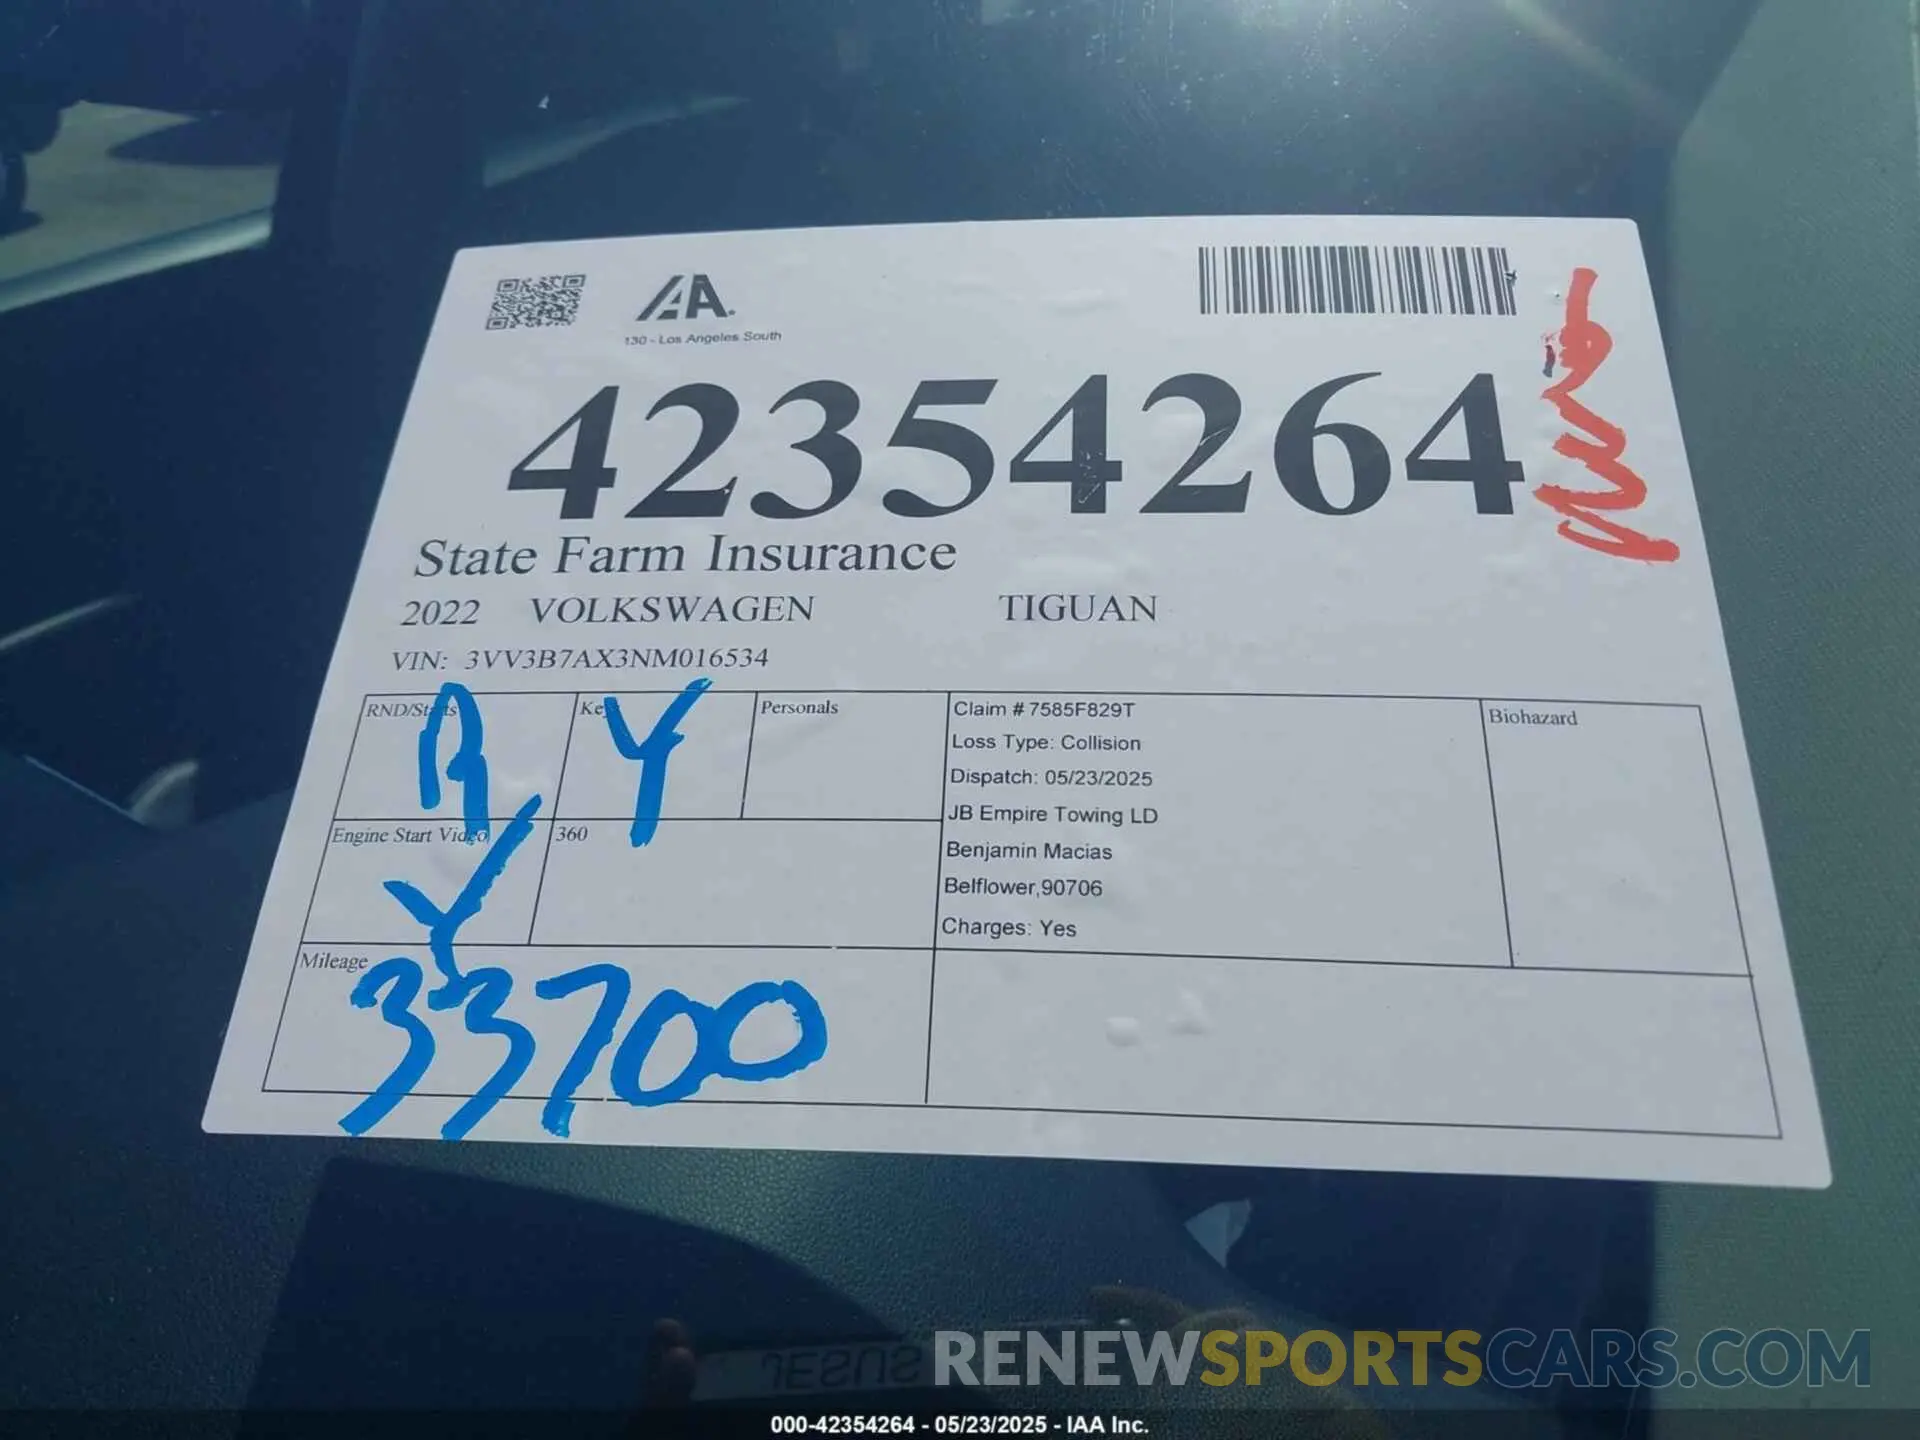 IAA
130 - Los Angeles South
42354264
State Farm Insurance
2022 VOLKSWAGEN TIGUAN
VIN: 3VV3B7AX3NM016534
RND/Starts
R
Keys
Y
Personals
Engine Start Video
Y
360
Claim # 7585F829T
Loss Type: Collision
Dispatch: 05/23/2025
JB Empire Towing LD
Benjamin Macias
Belflower,90706
Charges: Yes
Biohazard
Mileage
33700
JESUS
RENEWSPORTSCARS.COM
000-42354264 - 05/23/2025 - IAA Inc.